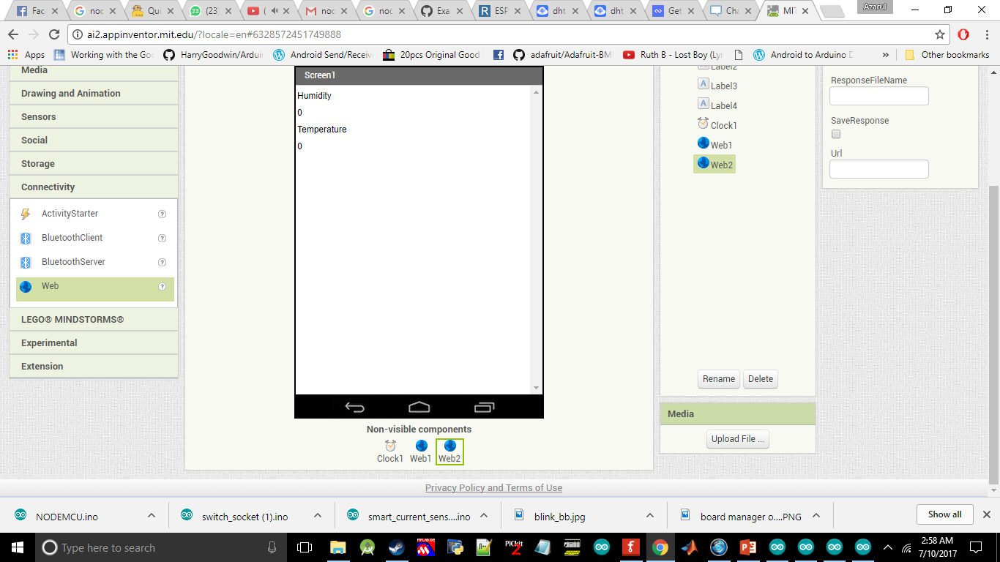 Fac
noc
Qui
(23)
(
noc
noc
Exa
ESP
dht
dht
Get
Cha
MIT
Azarul
ai2.appinventor.mit.edu/?locale=en#6328572451749888
Apps
Working with the Go
HarryGoodwin/Ardui
Android Send/Receiv
20pcs Original Good
adafruit/Adafruit-BM
Ruth B - Lost Boy (Lyr
Android to Arduino D
»
Other bookmarks
Media
Drawing and Animation
Sensors
Social
Storage
Connectivity
ActivityStarter
BluetoothClient
BluetoothServer
Web
LEGO® MINDSTORMS®
Experimental
Extension
Screen1
Humidity
0
Temperature
0
Non-visible components
Clock1
Web1
Web2
Label2
Label3
Label4
Clock1
Web1
Web2
Rename
Delete
Media
Upload File ...
ResponseFileName
SaveResponse
Url
Privacy Policy and Terms of Use
NODEMCU.ino
switch_socket (1).ino
smart_current_sens....ino
blink_bb.jpg
board manager o....PNG
Show all
Type here to search
PICkit
2
2:58 AM
7/10/2017